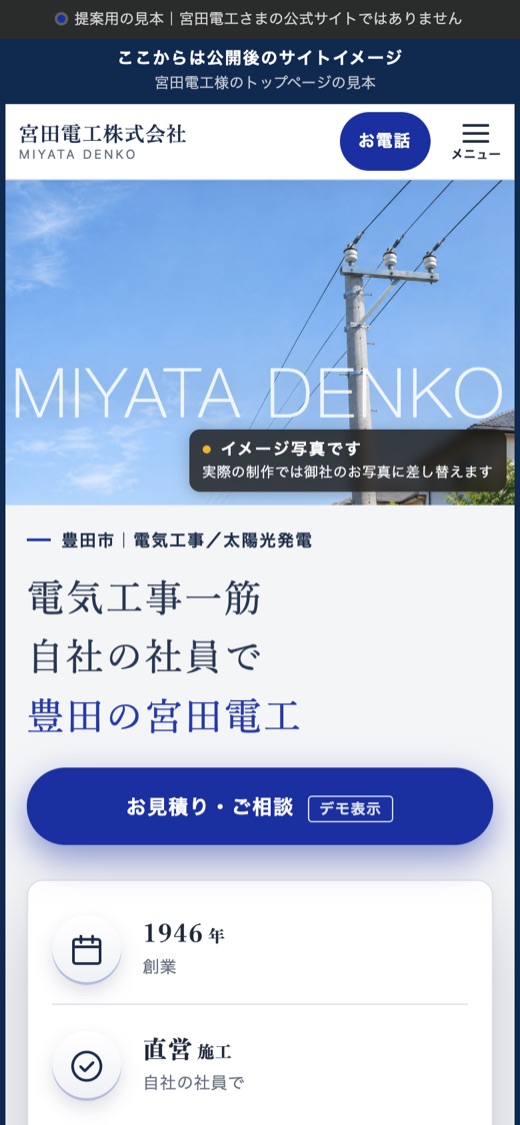 提案用の見本｜宮田電工さまの公式サイトではありません
ここからは公開後のサイトイメージ
宮田電工様のトップページの見本
宮田電工株式会社
MIYATA DENKO
お電話
メニュー
MIYATA DENKO
イメージ写真です
実際の制作では御社のお写真に差し替えます
豊田市｜電気工事／太陽光発電
電気工事一筋
自社の社員で
豊田の宮田電工
お見積り・ご相談 デモ表示
1946 年
創業
直営 施工
自社の社員で